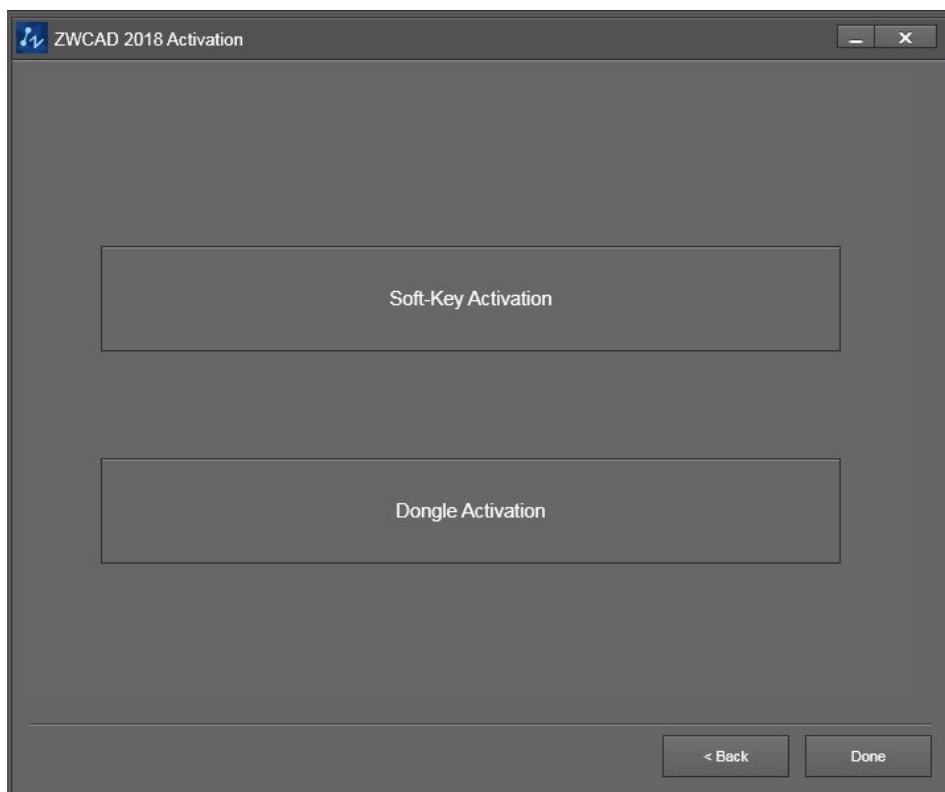 ZWCAD 2018 Activation
Soft-Key Activation
Dongle Activation
< Back
Done